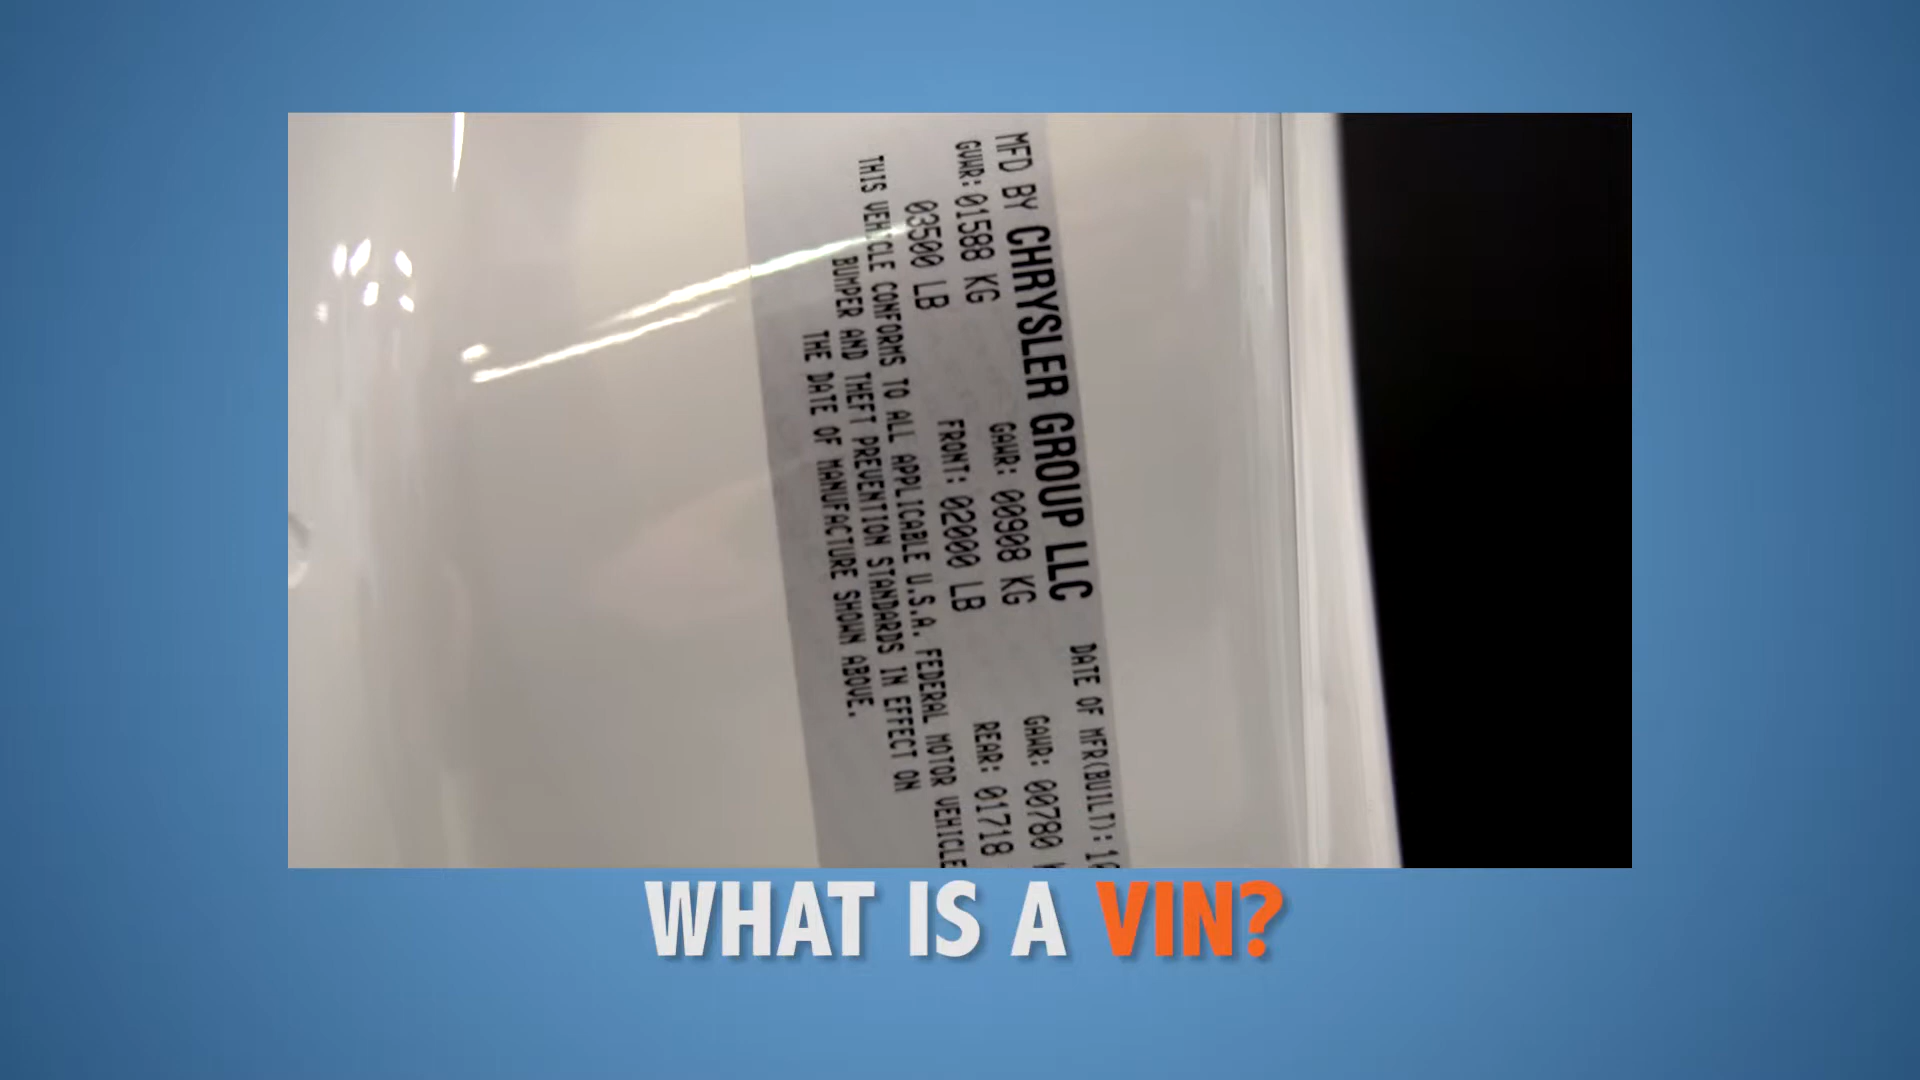 MFD BY CHRYSLER GROUP LLC DATE OF MFR(BUILT):
GVWR: 01588 KG GAWR: 00908 KG GAWR: 00780
03500 LB FRONT: 02000 LB REAR: 01718
THIS VEHICLE CONFORMS TO ALL APPLICABLE U.S.A. FEDERAL MOTOR VEHICLE
BUMPER AND THEFT PREVENTION STANDARDS IN EFFECT ON
THE DATE OF MANUFACTURE SHOWN ABOVE.
WHAT IS A VIN?